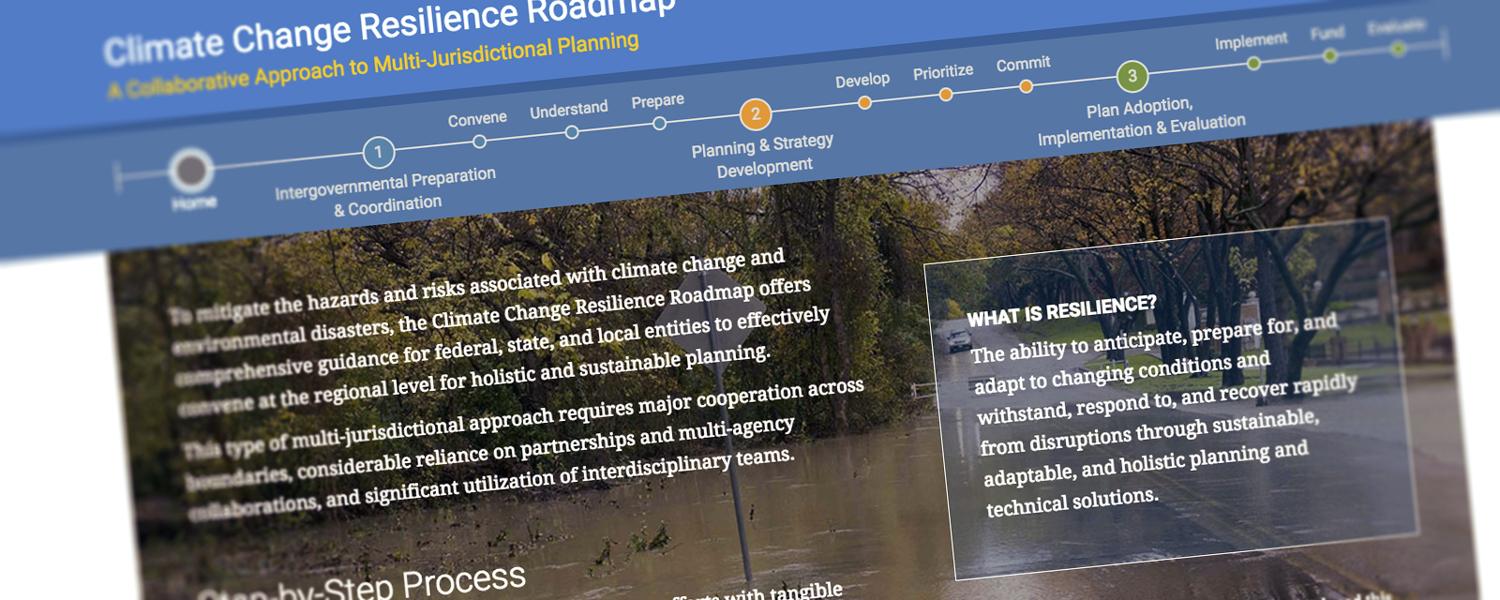 Climate Change Resilience Roadmap
A Collaborative Approach to Multi-Jurisdictional Planning
Home
1
Intergovernmental Preparation
& Coordination
Convene
Understand
Prepare
2
Planning & Strategy
Development
Develop
Prioritize
Commit
3
Plan Adoption,
Implementation & Evaluation
Implement
Fund
Evaluate
To mitigate the hazards and risks associated with climate change and
environmental disasters, the Climate Change Resilience Roadmap offers
comprehensive guidance for federal, state, and local entities to effectively
convene at the regional level for holistic and sustainable planning.
This type of multi-jurisdictional approach requires major cooperation across
boundaries, considerable reliance on partnerships and multi-agency
collaborations, and significant utilization of interdisciplinary teams.
WHAT IS RESILIENCE?
The ability to anticipate, prepare for, and
adapt to changing conditions and
withstand, respond to, and recover rapidly
from disruptions through sustainable,
adaptable, and holistic planning and
technical solutions.
Step-by-Step Process
efforts with tangible